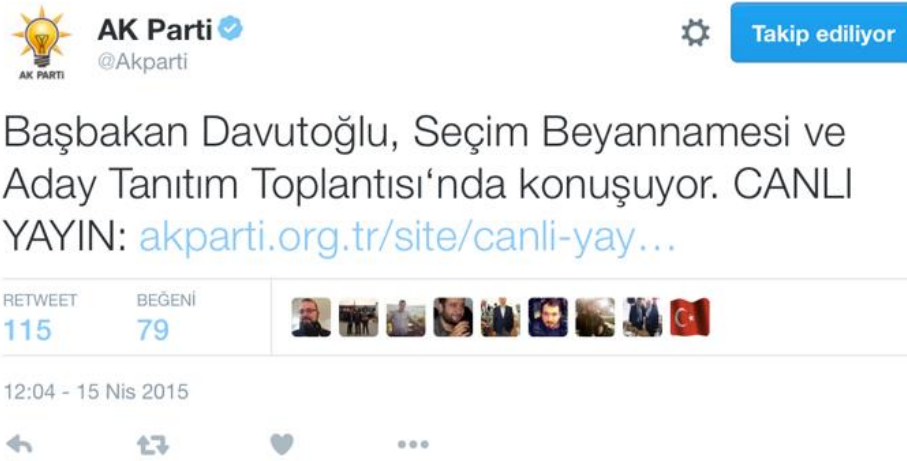 AK Parti
@Akparti
AK PARTİ
Takip ediliyor
Başbakan Davutoğlu, Seçim Beyannamesi ve
Aday Tanıtım Toplantısı‘nda konuşuyor. CANLI
YAYIN: akparti.org.tr/site/canli-yay...
RETWEET
115
BEĞENİ
79
12:04 - 15 Nis 2015